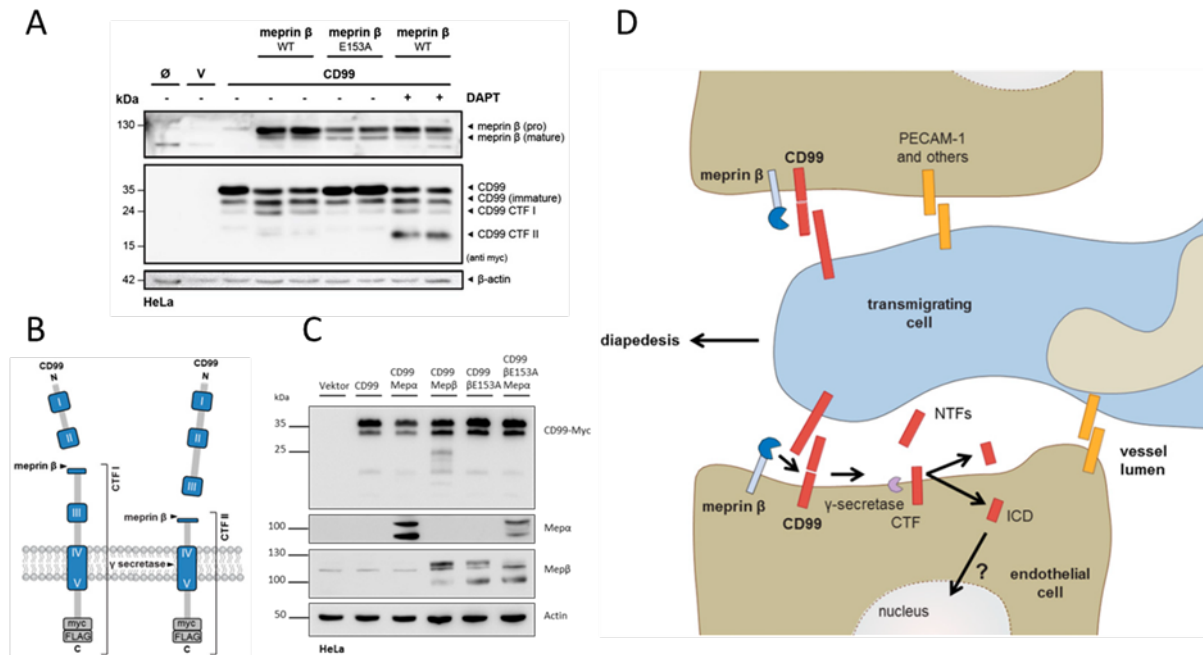 A
meprin β meprin β meprin β
WT E153A WT
Ø V CD99
- - - - - - - + + DAPT
kDa
130
meprin β (pro)
meprin β (mature)
35
24
15
CD99
CD99 (immature)
CD99 CTF I
CD99 CTF II
(anti myc)
42
β-actin
HeLa
B
CD99
N
I
II
meprin β
III
IV
V
myc
FLAG
C
CTF I
CD99
N
I
II
III
meprin β
γ secretase
IV
V
myc
FLAG
C
CTF II
C
Vektor
CD99
CD99
Mepα
CD99
Mepβ
CD99
βE153A
CD99
βE153A
Mepα
kDa
35
25
CD99-Myc
100
Mepα
130
100
Mepβ
50
Actin
HeLa
D
PECAM-1
and others
CD99
meprin β
transmigrating
cell
diapedesis
NTFs
vessel
lumen
meprin β
CD99
γ-secretase
CTF
ICD
?
endothelial
cell
nucleus